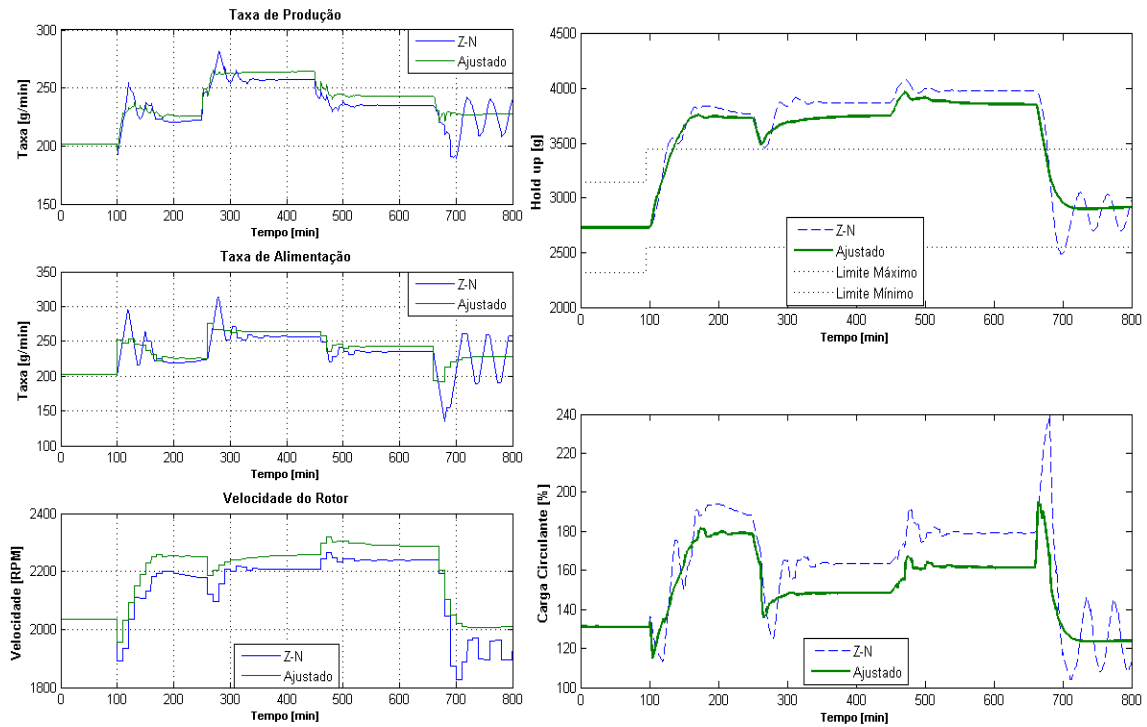 Taxa de Produção
Taxa [g/min]
300
250
200
150
0 100 200 300 400 500 600 700 800
Tempo [min]
Z-N
Ajustado
Taxa de Alimentação
Taxa [g/min]
350
300
250
200
150
100
0 100 200 300 400 500 600 700 800
Tempo [min]
Z-N
Ajustado
Velocidade do Rotor
Velocidade [RPM]
2400
2200
2000
1800
0 100 200 300 400 500 600 700 800
Tempo [min]
Z-N
Ajustado
Hold up [g]
4500
4000
3500
3000
2500
2000
0 100 200 300 400 500 600 700 800
Tempo [min]
Z-N
Ajustado
Limite Máximo
Limite Mínimo
Carga Circulante [%]
240
220
200
180
160
140
120
100
0 100 200 300 400 500 600 700 800
Tempo [min]
Z-N
Ajustado